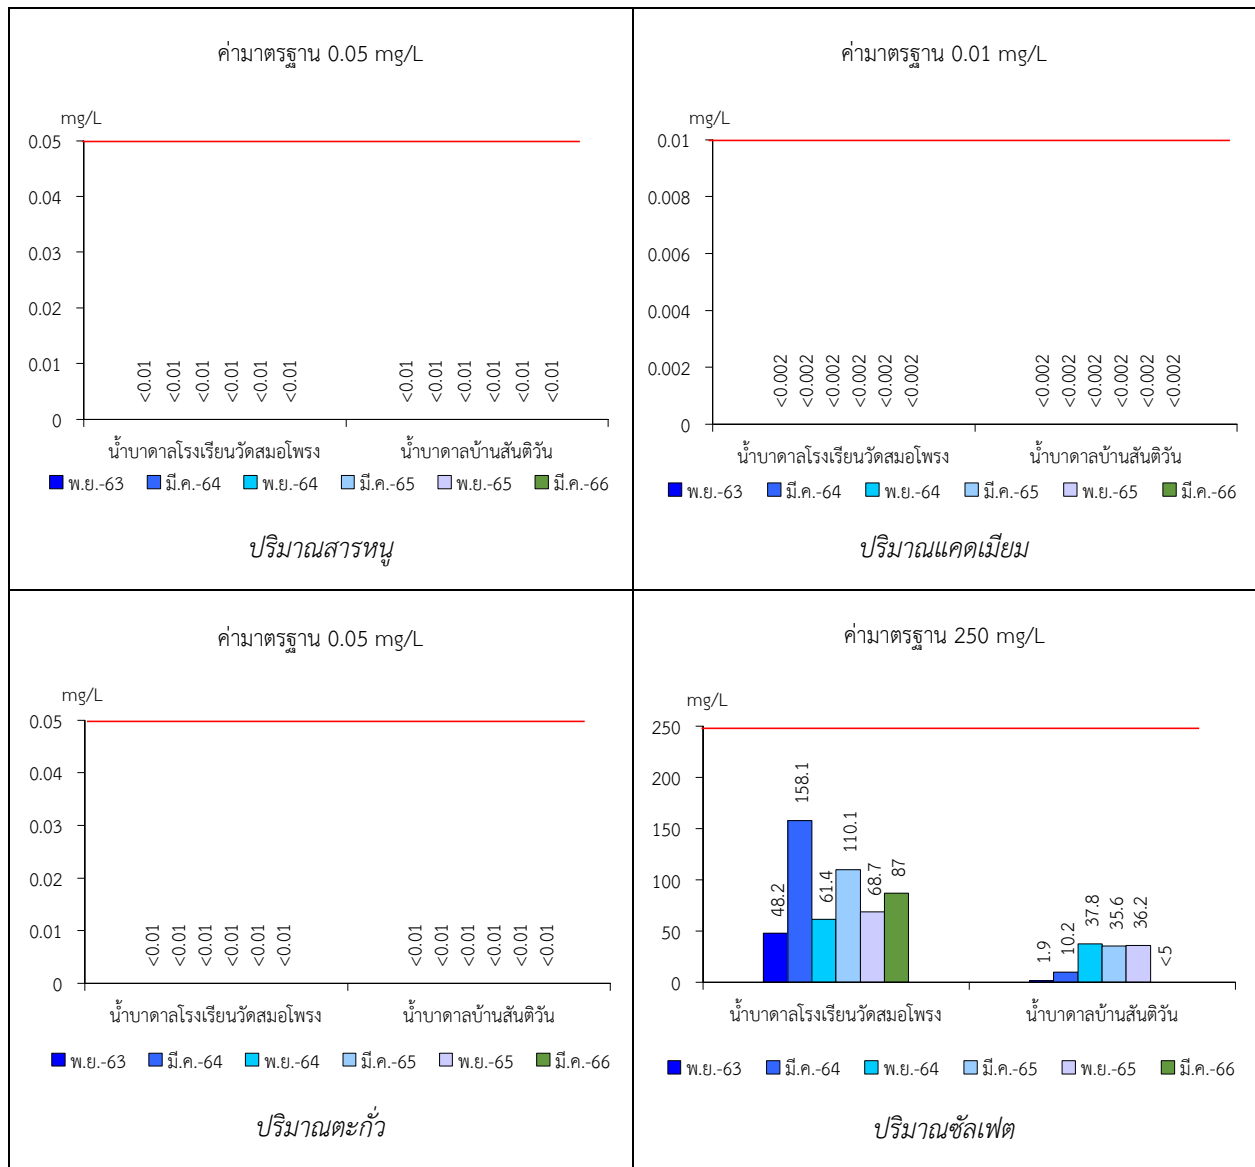 ค่ามาตรฐาน 0.05 mg/L
mg/L
0.05
0.04
0.03
0.02
0.01
0
<0.01 <0.01 <0.01 <0.01 <0.01 <0.01 <0.01 <0.01 <0.01 <0.01 <0.01 <0.01
น้ำบาดาลโรงเรียนวัดสมอโพรง น้ำบาดาลบ้านสันติวัน
พ.ย.-63 มี.ค.-64 พ.ย.-64 มี.ค.-65 พ.ย.-65 มี.ค.-66
ปริมาณสารหนู
ค่ามาตรฐาน 0.01 mg/L
mg/L
0.01
0.008
0.006
0.004
0.002
0
<0.002 <0.002 <0.002 <0.002 <0.002 <0.002 <0.002 <0.002 <0.002 <0.002 <0.002 <0.002
น้ำบาดาลโรงเรียนวัดสมอโพรง น้ำบาดาลบ้านสันติวัน
พ.ย.-63 มี.ค.-64 พ.ย.-64 มี.ค.-65 พ.ย.-65 มี.ค.-66
ปริมาณแคดเมียม
ค่ามาตรฐาน 0.05 mg/L
mg/L
0.05
0.04
0.03
0.02
0.01
0
<0.01 <0.01 <0.01 <0.01 <0.01 <0.01 <0.01 <0.01 <0.01 <0.01 <0.01 <0.01
น้ำบาดาลโรงเรียนวัดสมอโพรง น้ำบาดาลบ้านสันติวัน
พ.ย.-63 มี.ค.-64 พ.ย.-64 มี.ค.-65 พ.ย.-65 มี.ค.-66
ปริมาณตะกั่ว
ค่ามาตรฐาน 250 mg/L
mg/L
250
200
150
100
50
0
48.2 158.1 61.4 110.1 68.7 87 1.9 10.2 37.8 35.6 36.2 <5
น้ำบาดาลโรงเรียนวัดสมอโพรง น้ำบาดาลบ้านสันติวัน
พ.ย.-63 มี.ค.-64 พ.ย.-64 มี.ค.-65 พ.ย.-65 มี.ค.-66
ปริมาณซัลเฟต